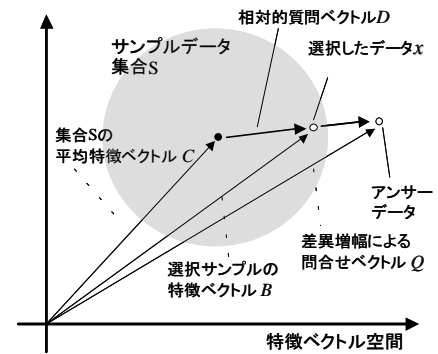 相対的質問ベクトルD
サンプルデータ
集合S
選択したデータx
集合Sの
平均特徴ベクトル C
アンサー
データ
差異増幅による
問合せベクトル Q
選択サンプルの
特徴ベクトル B
特徴ベクトル空間